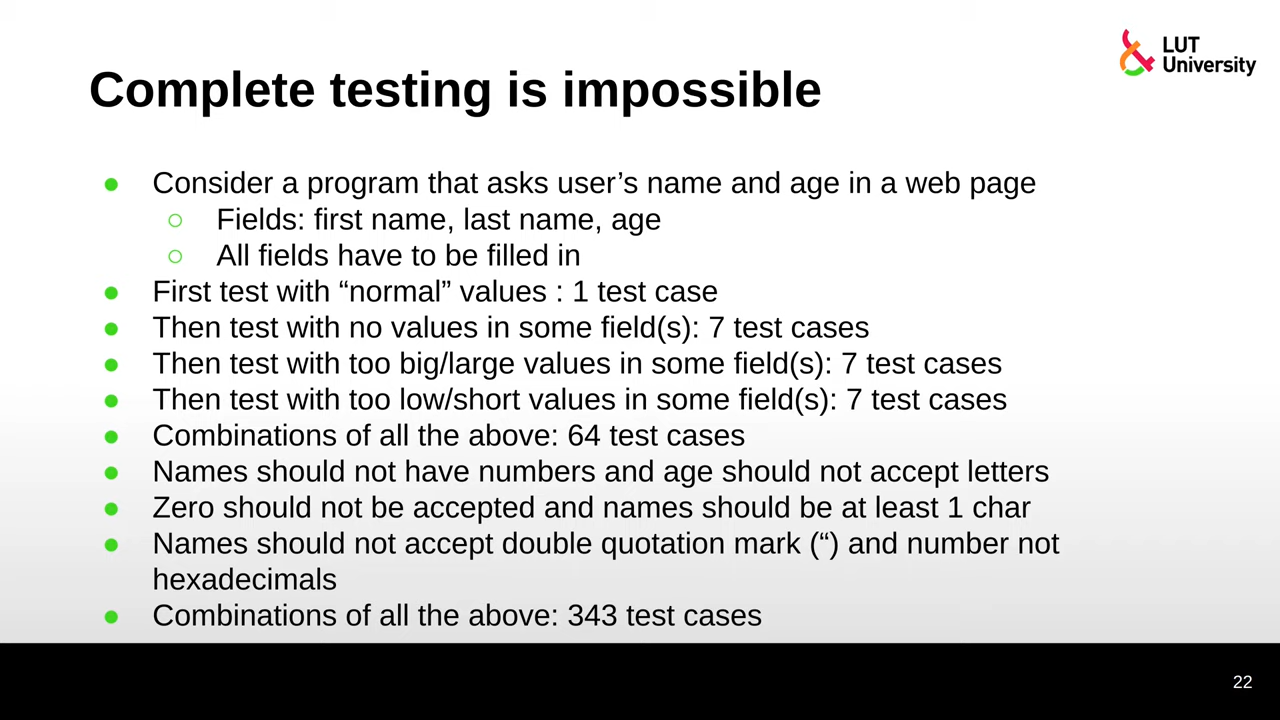 LUT
University
Complete testing is impossible
● Consider a program that asks user’s name and age in a web page
○ Fields: first name, last name, age
○ All fields have to be filled in
● First test with “normal” values : 1 test case
● Then test with no values in some field(s): 7 test cases
● Then test with too big/large values in some field(s): 7 test cases
● Then test with too low/short values in some field(s): 7 test cases
● Combinations of all the above: 64 test cases
● Names should not have numbers and age should not accept letters
● Zero should not be accepted and names should be at least 1 char
● Names should not accept double quotation mark (“) and number not
hexadecimals
● Combinations of all the above: 343 test cases
22